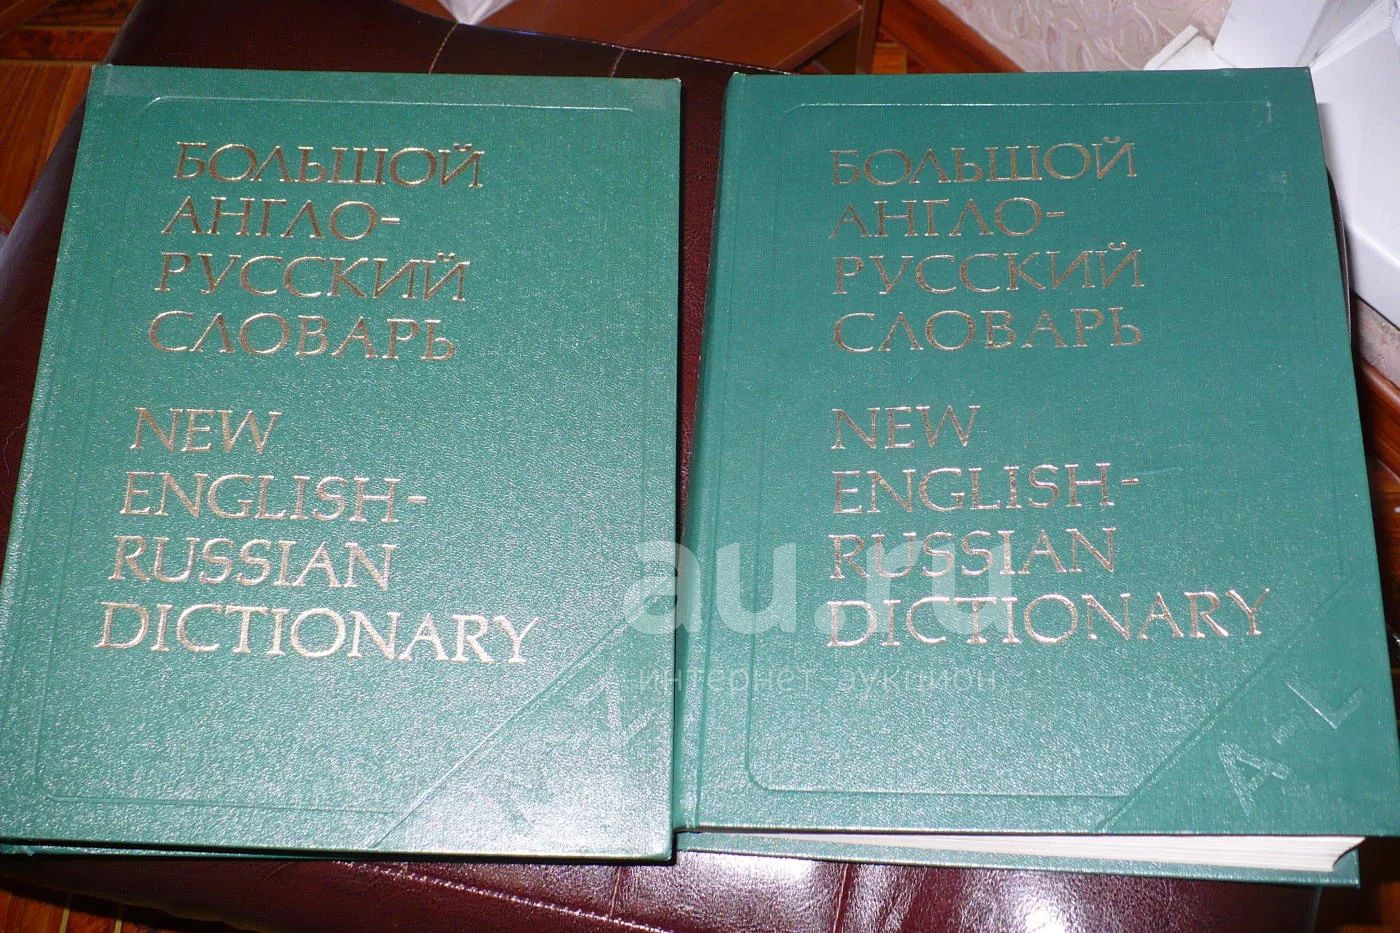 БОЛЬШОЙ
АНГЛО-
РУССКИЙ
СЛОВАРЬ
NEW
ENGLISH-
RUSSIAN
DICTIONARY
БОЛЬШОЙ
АНГЛО-
РУССКИЙ
СЛОВАРЬ
NEW
ENGLISH-
RUSSIAN
DICTIONARY
A-L
au.ru
интернет аукцион